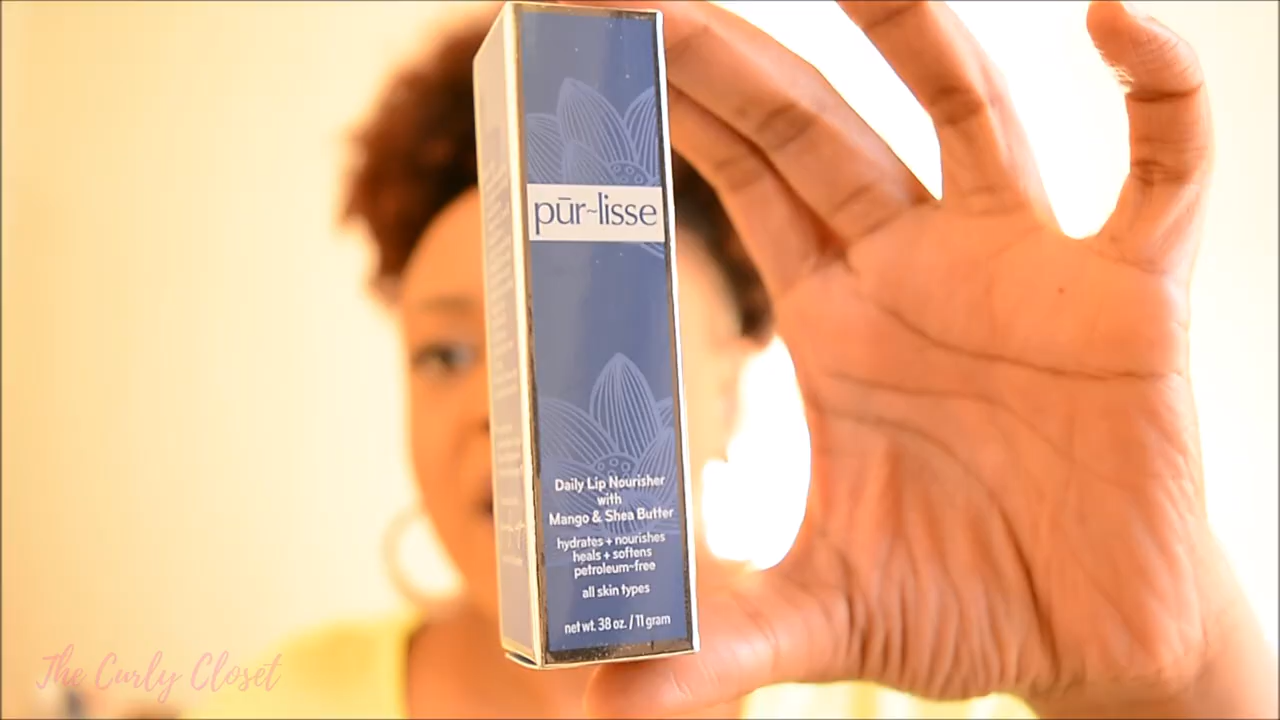 pūr~lisse
Daily Lip Nourisher
with
Mango & Shea Butter
hydrates + nourishes
heals + softens
petroleum-free
all skin types
net wt. 38 oz. / 11 gram
The Curly Closet